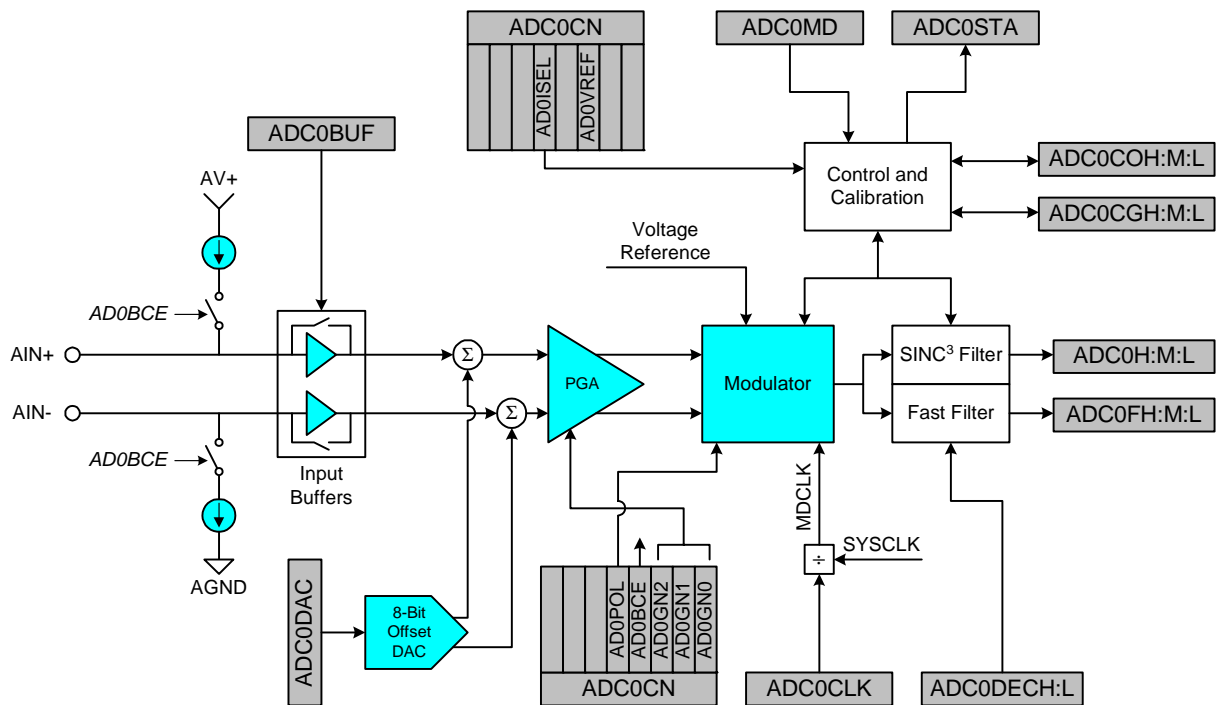 ADC0CN
AD0ISEL
AD0VREF
ADC0MD
ADC0STA
ADC0BUF
Control and
Calibration
ADC0COH:M:L
ADC0CGH:M:L
AV+
Voltage
Reference
AD0BCE
AIN+
Σ
PGA
Modulator
SINC³ Filter
ADC0H:M:L
AIN-
Σ
Fast Filter
ADC0FH:M:L
AD0BCE
Input
Buffers
MDCLK
SYSCLK
÷
AGND
ADC0DAC
8-Bit
Offset
DAC
AD0POL
AD0BCE
AD0GN2
AD0GN1
AD0GN0
ADC0CN
ADC0CLK
ADC0DECH:L